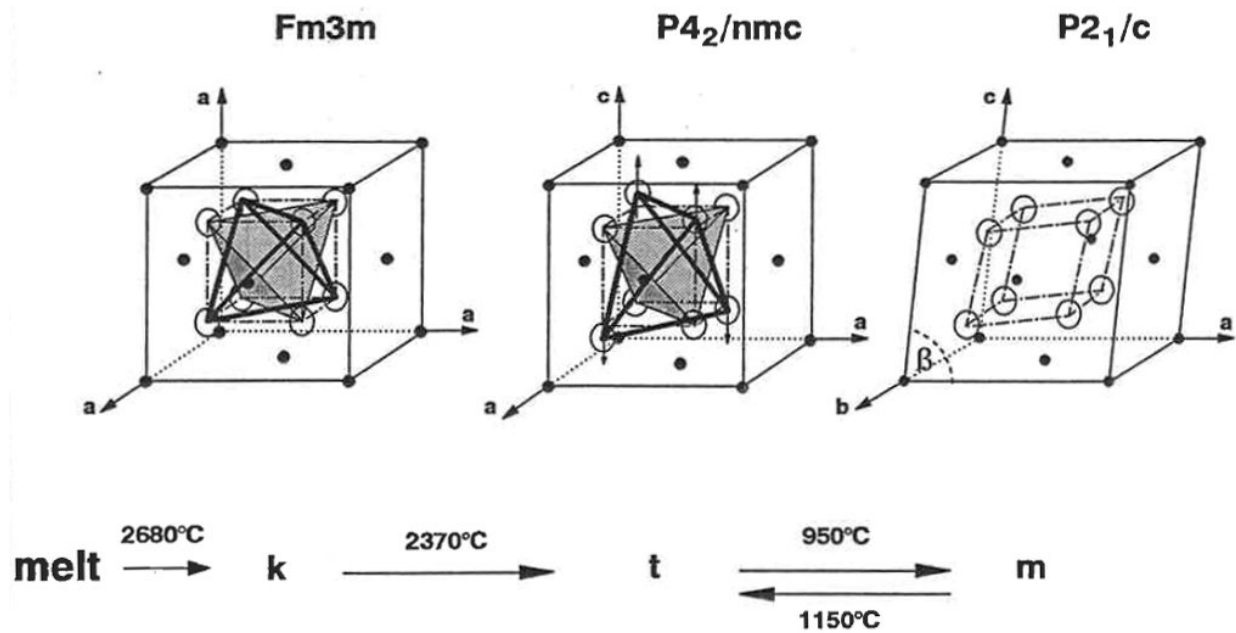 Fm3m P4₂/nmc P2₁/c
a c c
a a a
a a b
β
2680°C 2370°C 950°C
melt k t m
1150°C